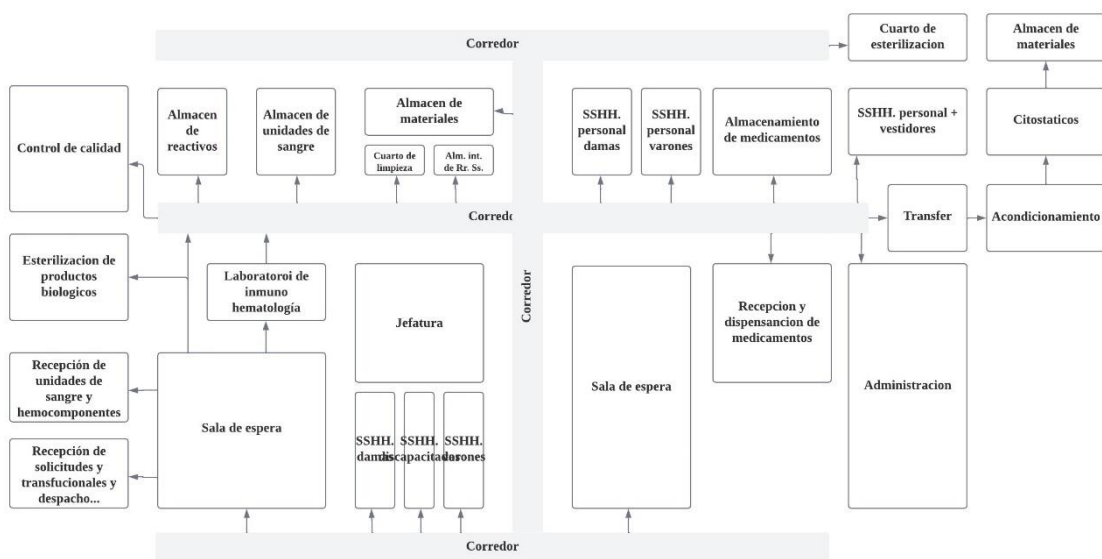 Corredor
Cuarto de
esterilizacion
Almacen de
materiales
Control de calidad
Almacen
de
reactivos
Almacen de
unidades de
sangre
Almacen de
materiales
Cuarto de
limpieza
Alm. int.
de Rr. Ss.
SSHH.
personal
damas
SSHH.
personal
varones
Almacenamiento
de medicamentos
SSHH. personal +
vestidores
Citostaticos
Corredo
Transfer
Acondicionamiento
Esterilizacion de
productos
biologicos
Laboratoroi de
inmuno
hematología
Jefatura
Corredor
Sala de espera
Recepcion y
dispensancion de
medicamentos
Administracion
Recepción de
unidades de
sangre y
hemocomponentes
Sala de espera
Recepción de
solicitudes y
transfucionales y
despacho...
SSHH.
damas
SSHH.
discapacitados
SSHH.
varones
Corredor